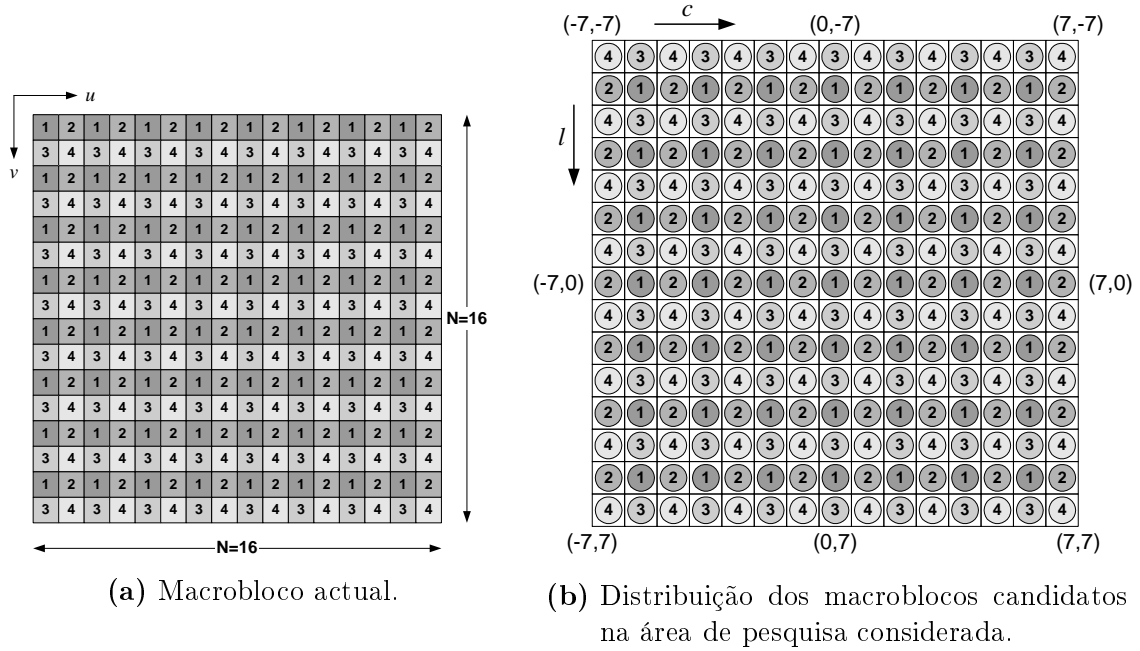 u
v
1 2 1 2 1 2 1 2 1 2 1 2 1 2 1 2
3 4 3 4 3 4 3 4 3 4 3 4 3 4 3 4
1 2 1 2 1 2 1 2 1 2 1 2 1 2 1 2
3 4 3 4 3 4 3 4 3 4 3 4 3 4 3 4
1 2 1 2 1 2 1 2 1 2 1 2 1 2 1 2
3 4 3 4 3 4 3 4 3 4 3 4 3 4 3 4
1 2 1 2 1 2 1 2 1 2 1 2 1 2 1 2
3 4 3 4 3 4 3 4 3 4 3 4 3 4 3 4
1 2 1 2 1 2 1 2 1 2 1 2 1 2 1 2
3 4 3 4 3 4 3 4 3 4 3 4 3 4 3 4
1 2 1 2 1 2 1 2 1 2 1 2 1 2 1 2
3 4 3 4 3 4 3 4 3 4 3 4 3 4 3 4
1 2 1 2 1 2 1 2 1 2 1 2 1 2 1 2
3 4 3 4 3 4 3 4 3 4 3 4 3 4 3 4
1 2 1 2 1 2 1 2 1 2 1 2 1 2 1 2
3 4 3 4 3 4 3 4 3 4 3 4 3 4 3 4
N=16
N=16
(a) Macrobloco actual.
c
(-7,-7) (0,-7) (7,-7)
l
4 3 4 3 4 3 4 3 4 3 4 3 4 3 4
2 1 2 1 2 1 2 1 2 1 2 1 2 1 2
4 3 4 3 4 3 4 3 4 3 4 3 4 3 4
2 1 2 1 2 1 2 1 2 1 2 1 2 1 2
4 3 4 3 4 3 4 3 4 3 4 3 4 3 4
2 1 2 1 2 1 2 1 2 1 2 1 2 1 2
4 3 4 3 4 3 4 3 4 3 4 3 4 3 4
(-7,0) 2 1 2 1 2 1 2 1 2 1 2 1 2 1 2 (7,0)
4 3 4 3 4 3 4 3 4 3 4 3 4 3 4
2 1 2 1 2 1 2 1 2 1 2 1 2 1 2
4 3 4 3 4 3 4 3 4 3 4 3 4 3 4
2 1 2 1 2 1 2 1 2 1 2 1 2 1 2
4 3 4 3 4 3 4 3 4 3 4 3 4 3 4
2 1 2 1 2 1 2 1 2 1 2 1 2 1 2
4 3 4 3 4 3 4 3 4 3 4 3 4 3 4
(-7,7) (0,7) (7,7)
(b) Distribuição dos macroblocos candidatos
na área de pesquisa considerada.